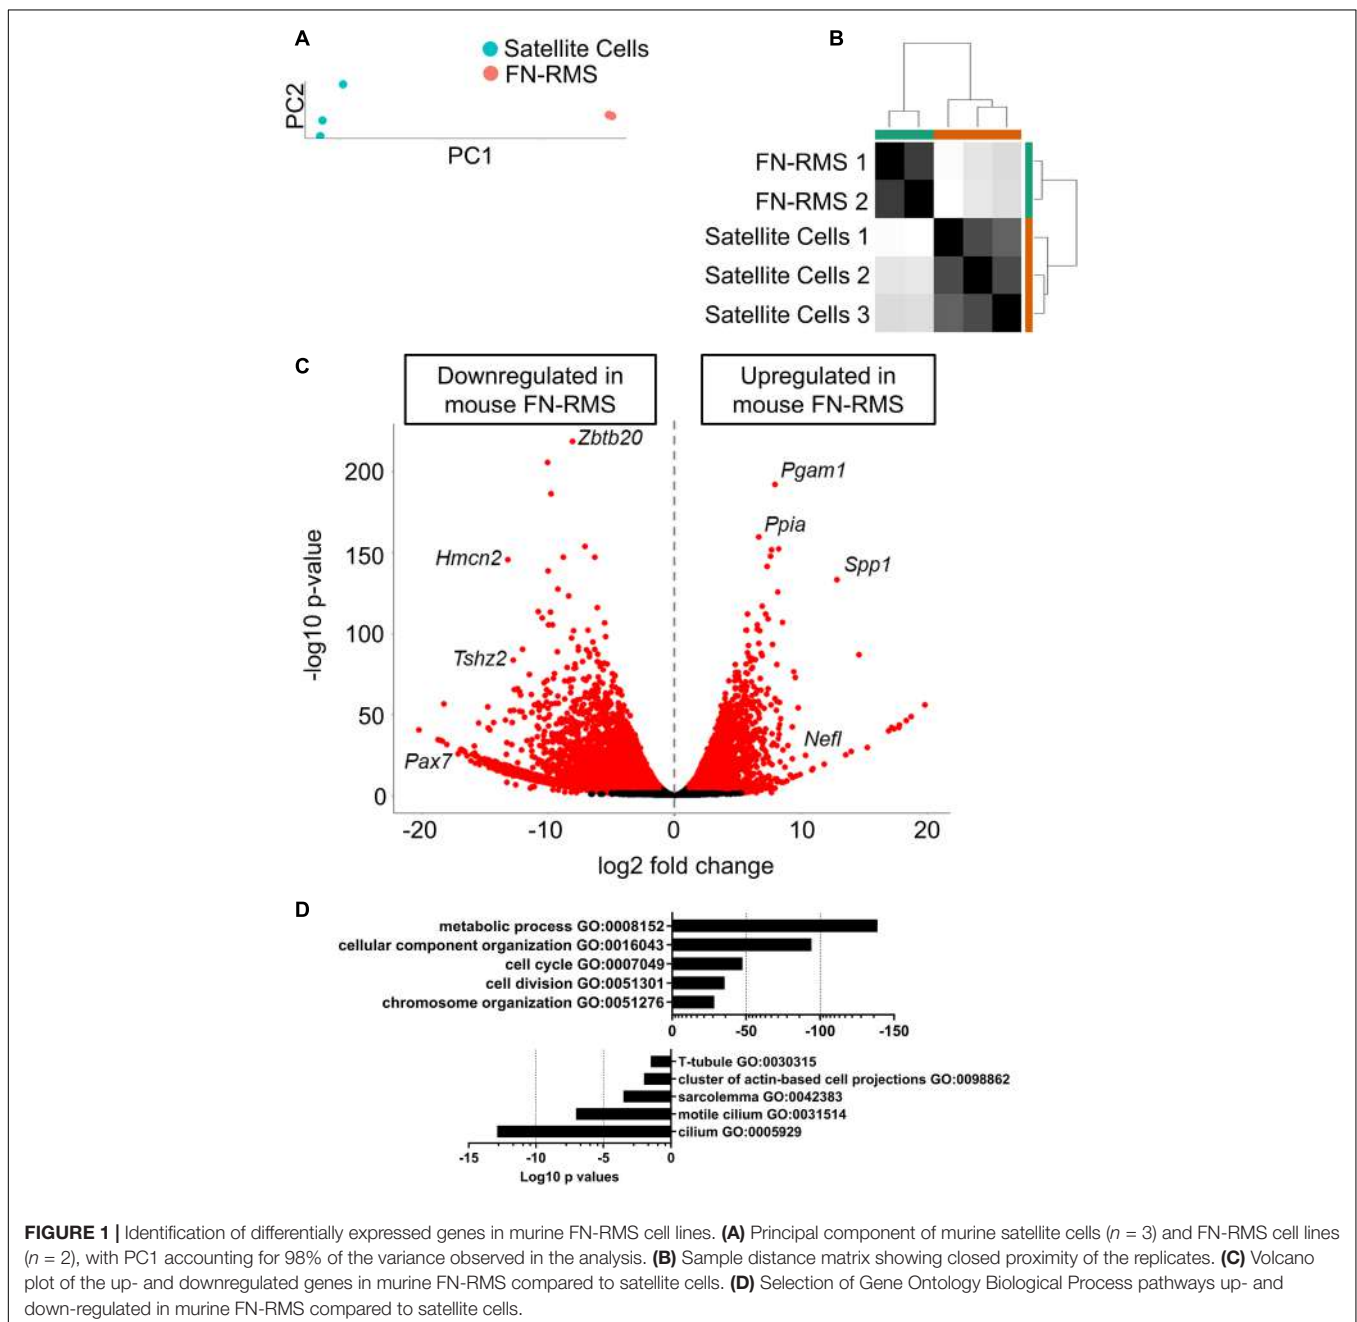 A
Satellite Cells
FN-RMS
PC2
PC1
B
FN-RMS 1
FN-RMS 2
Satellite Cells 1
Satellite Cells 2
Satellite Cells 3
C
Downregulated in
mouse FN-RMS
Upregulated in
mouse FN-RMS
Zbtb20
Pgam1
Ppia
Hmcn2
Spp1
Tshz2
Nefl
Pax7
-log10 p-value
200
150
100
50
0
-20 -10 0 10 20
log2 fold change
D
metabolic process GO:0008152
cellular component organization GO:0016043
cell cycle GO:0007049
cell division GO:0051301
chromosome organization GO:0051276
0 -50 -100 -150
T-tubule GO:0030315
cluster of actin-based cell projections GO:0098862
sarcolemma GO:0042383
motile cilium GO:0031514
cilium GO:0005929
-15 -10 -5 0
Log10 p values
FIGURE 1 | Identification of differentially expressed genes in murine FN-RMS cell lines. (A) Principal component of murine satellite cells (n = 3) and FN-RMS cell lines
(n = 2), with PC1 accounting for 98% of the variance observed in the analysis. (B) Sample distance matrix showing closed proximity of the replicates. (C) Volcano
plot of the up- and downregulated genes in murine FN-RMS compared to satellite cells. (D) Selection of Gene Ontology Biological Process pathways up- and
down-regulated in murine FN-RMS compared to satellite cells.